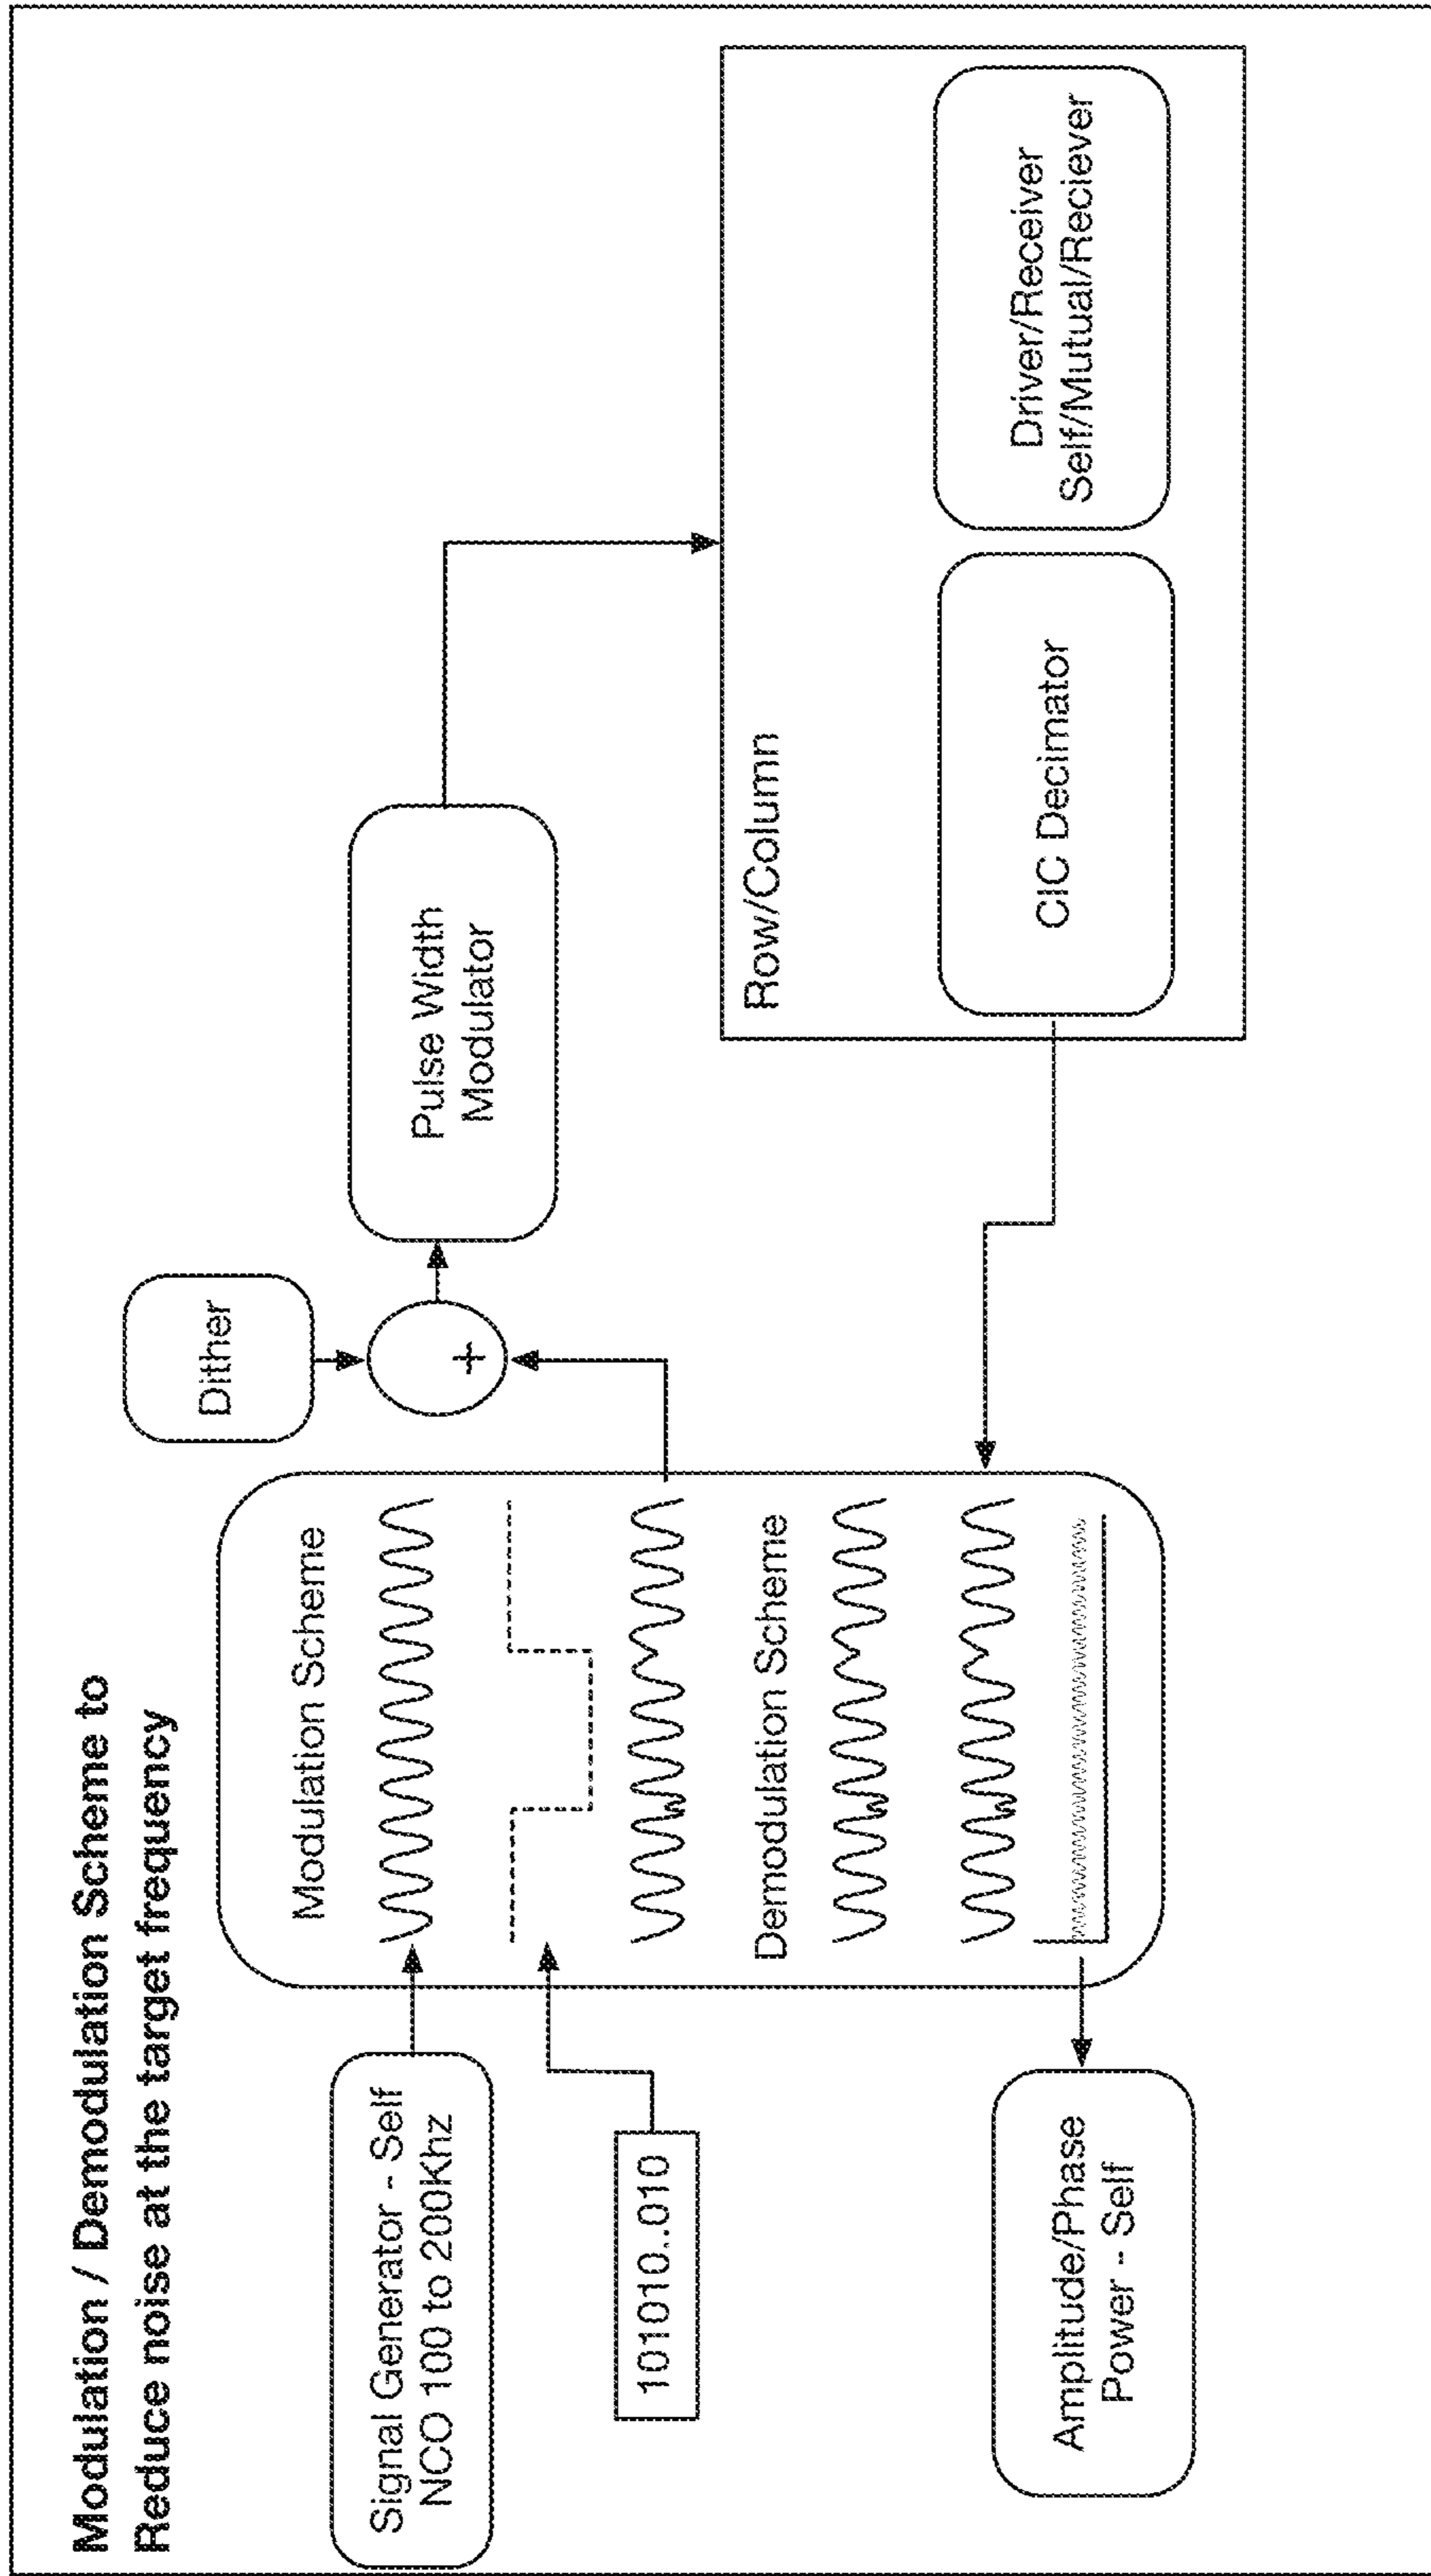 Modulation / Demodulation Scheme to
Reduce noise at the target frequency
Signal Generator - Self
NCO 100 to 200Khz
101010..010
Amplitude/Phase
Power -- Self
Modulation Scheme
Demodulation Scheme
Dither
+
Pulse Width
Modulator
Row/Column
CIC Decimator
Driver/Receiver
Self/Mutual/Reciever